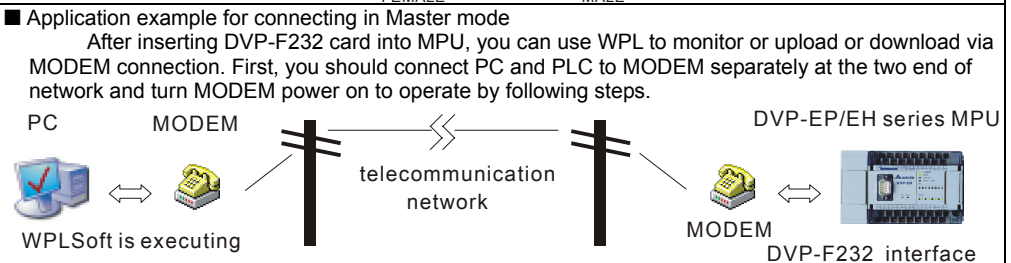 FEMALE MALE
■ Application example for connecting in Master mode
After inserting DVP-F232 card into MPU, you can use WPL to monitor or upload or download via
MODEM connection. First, you should connect PC and PLC to MODEM separately at the two end of
network and turn MODEM power on to operate by following steps.
PC MODEM DVP-EP/EH series MPU
telecommunication
network
MODEM
WPLSoft is executing
DVP-F232 interface